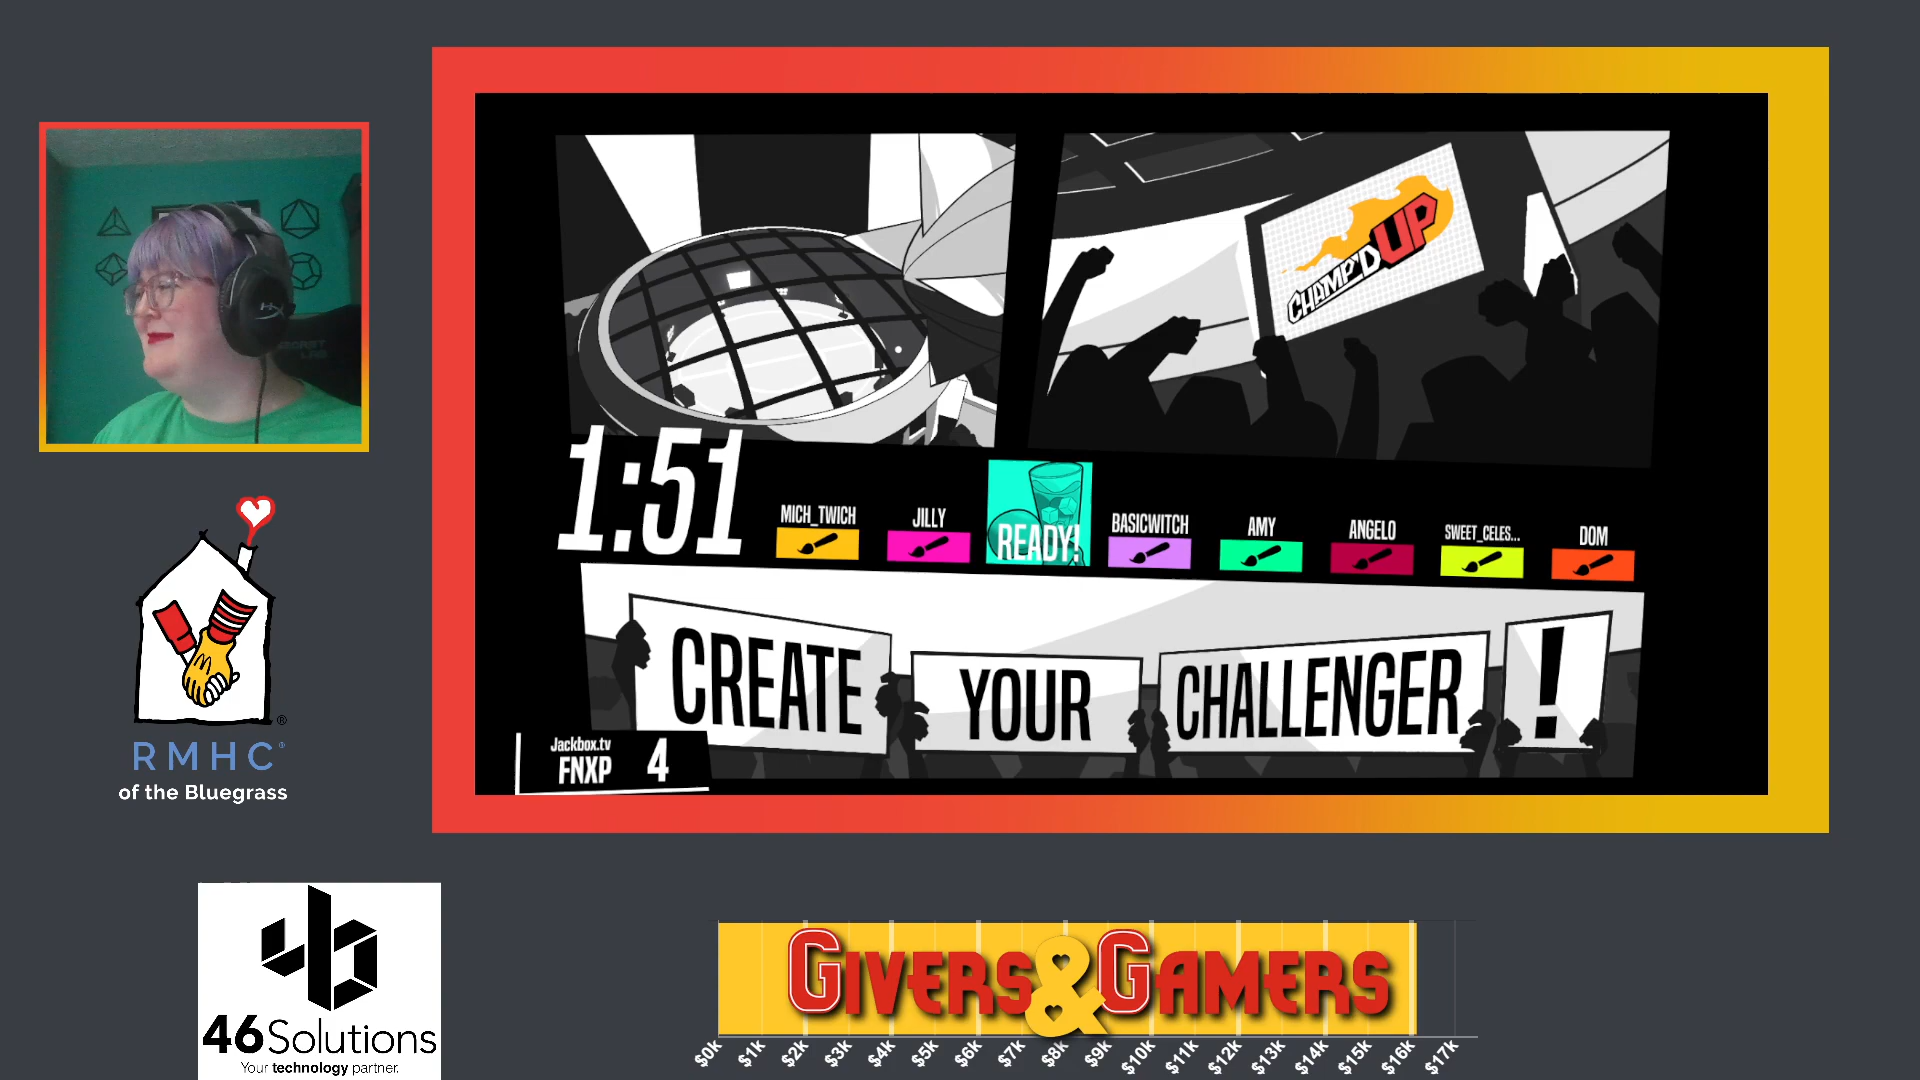 CHAMP'D UP
1:51
MICH_TWICH
JILLY
READY!
BASICWITCH
AMY
ANGELO
SWEET_CELES...
DOM
CREATE YOUR CHALLENGER !
Jackbox.tv
FNXP 4
HX
RMHC®
of the Bluegrass
46Solutions
Your technology partner.
GIVERS&GAMERS
$0k $1k $2k $3k $4k $5k $6k $7k $8k $9k $10k $11k $12k $13k $14k $15k $16k $17k